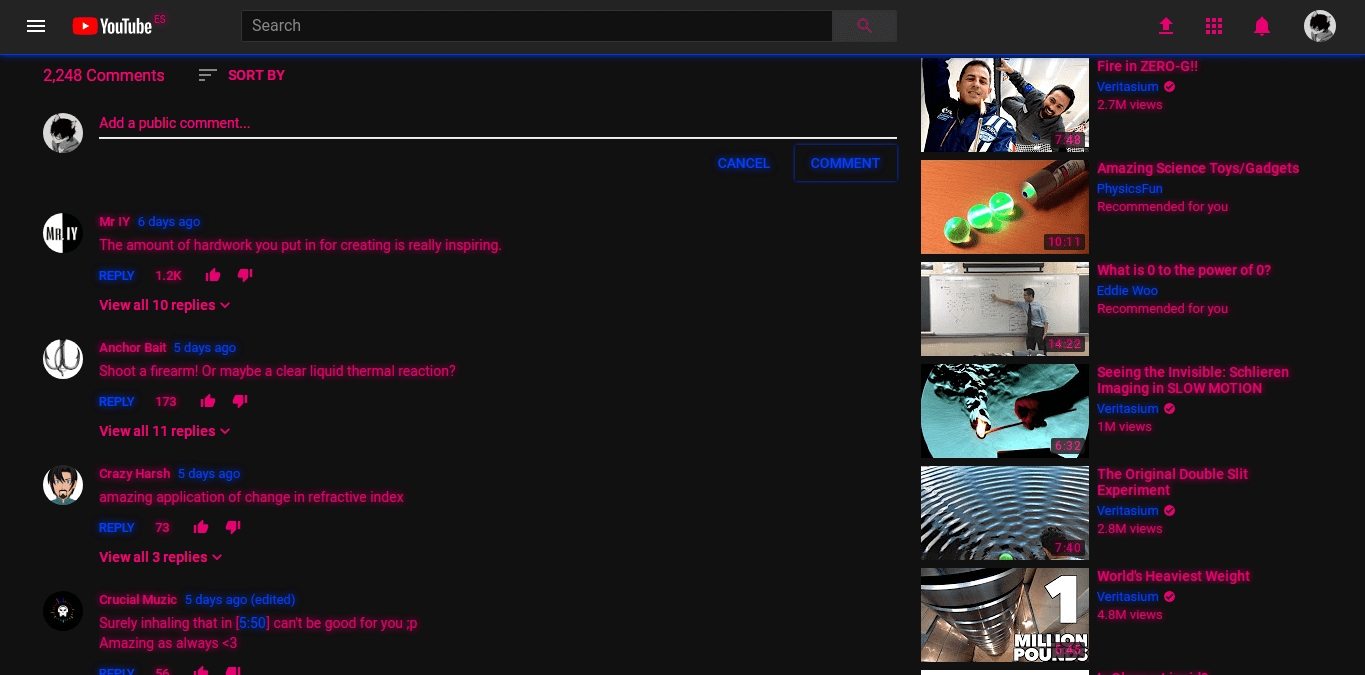 YouTube ES
Search
2,248 Comments
SORT BY
Add a public comment...
CANCEL
COMMENT
MR.IY
Mr IY 6 days ago
The amount of hardwork you put in for creating is really inspiring.
REPLY 1.2K
View all 10 replies
Anchor Bait 5 days ago
Shoot a firearm! Or maybe a clear liquid thermal reaction?
REPLY 173
View all 11 replies
Crazy Harsh 5 days ago
amazing application of change in refractive index
REPLY 73
View all 3 replies
Crucial Muzic 5 days ago (edited)
Surely inhaling that in [5:50] can't be good for you ;p
Amazing as always <3
REPLY 56
7:48
Fire in ZERO-G!!
Veritasium
2.7M views
10:11
Amazing Science Toys/Gadgets
PhysicsFun
Recommended for you
14:22
What is 0 to the power of 0?
Eddie Woo
Recommended for you
6:32
Seeing the Invisible: Schlieren
Imaging in SLOW MOTION
Veritasium
1M views
7:40
The Original Double Slit
Experiment
Veritasium
2.8M views
1
MILLION
POUNDS
World's Heaviest Weight
Veritasium
4.8M views